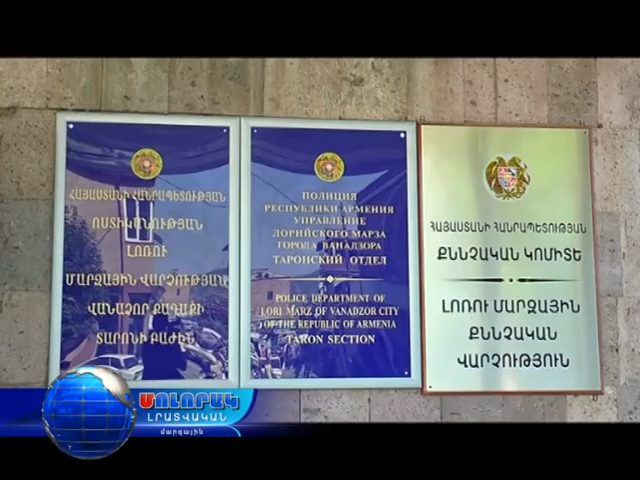 ՀԱՅԱՍՏԱՆԻ ՀԱՆՐԱՊԵՏՈՒԹՅԱՆ
ՈՍՏԻԿԱՆՈՒԹՅԱՆ
ԼՈՌՈՒ
ՄԱՐԶԱՅԻՆ ՎԱՐՉՈՒԹՅԱՆ
ՎԱՆԱՁՈՐ ՔԱՂԱՔԻ
ՏԱՐՈՆԻ ԲԱԺԻՆ
ПОЛИЦИЯ
РЕСПУБЛИКИ АРМЕНИЯ
УПРАВЛЕНИЕ
ЛОРИЙСКОГО МАРЗА
ГОРОДА ВАНАДЗОРА
ТАРОНСКИЙ ОТДЕЛ
POLICE DEPARTMENT OF
LORI MARZ OF VANADZOR CITY
OF THE REPUBLIC OF ARMENIA
TARON SECTION
ՀԱՅԱՍՏԱՆԻ ՀԱՆՐԱՊԵՏՈՒԹՅԱՆ
ՔՆՆՉԱԿԱՆ ԿՈՄԻՏԵ
ԼՈՌՈՒ ՄԱՐԶԱՅԻՆ
ՔՆՆՉԱԿԱՆ
ՎԱՐՉՈՒԹՅՈՒՆ
ՄՈԼՈՐԱԿ
ԼՐԱՏՎԱԿԱՆ
մարզային